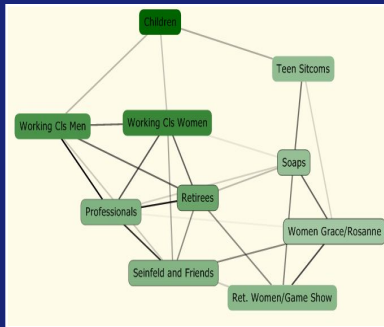 Children
Teen Sitcoms
Working Cls Men
Working Cls Women
Soaps
Retirees
Professionals
Women Grace/Rosanne
Seinfeld and Friends
Ret. Women/Game Show